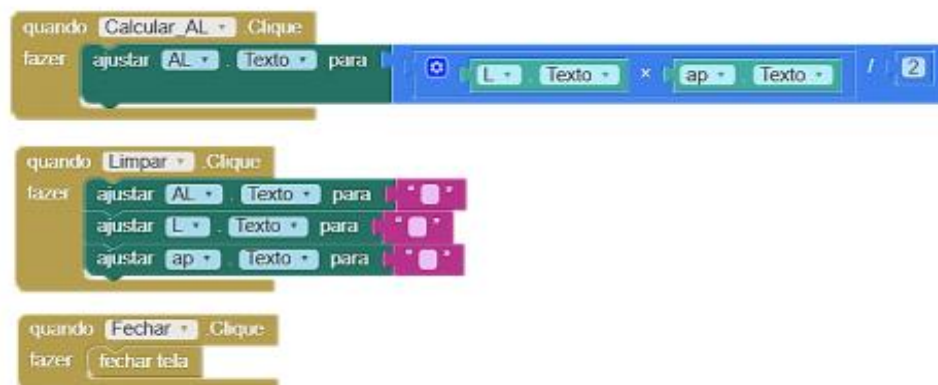 quando Calcular_AL .Clique
fazer ajustar AL . Texto para L . Texto × ap . Texto / 2
quando Limpar .Clique
fazer ajustar AL . Texto para " "
ajustar L . Texto para " "
ajustar ap . Texto para " "
quando Fechar .Clique
fazer fechar tela